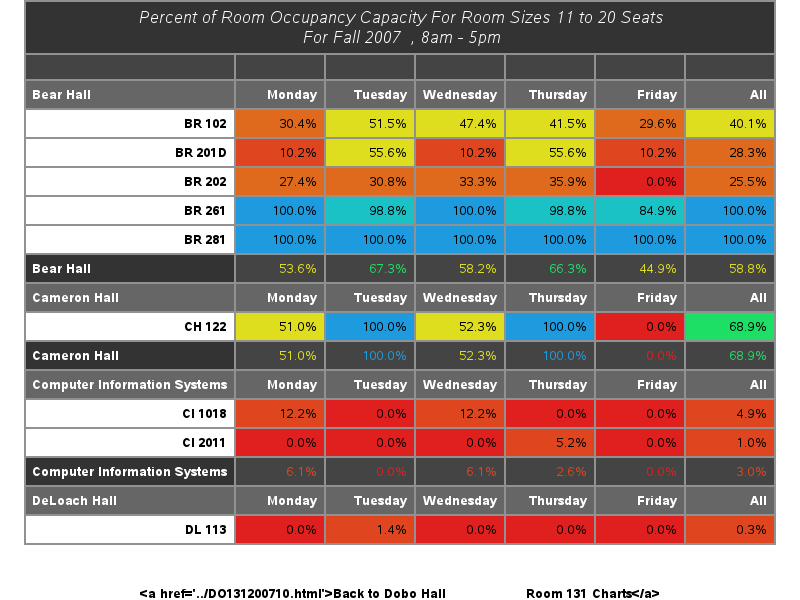 Percent of Room Occupancy Capacity For Room Sizes 11 to 20 Seats
For Fall 2007 , 8am - 5pm
Bear Hall Monday Tuesday Wednesday Thursday Friday All
BR 102 30.4% 51.5% 47.4% 41.5% 29.6% 40.1%
BR 201D 10.2% 55.6% 10.2% 55.6% 10.2% 28.3%
BR 202 27.4% 30.8% 33.3% 35.9% 0.0% 25.5%
BR 261 100.0% 98.8% 100.0% 98.8% 84.9% 100.0%
BR 281 100.0% 100.0% 100.0% 100.0% 100.0% 100.0%
Bear Hall 53.6% 67.3% 58.2% 66.3% 44.9% 58.8%
Cameron Hall Monday Tuesday Wednesday Thursday Friday All
CH 122 51.0% 100.0% 52.3% 100.0% 0.0% 68.9%
Cameron Hall 51.0% 100.0% 52.3% 100.0% 0.0% 68.9%
Computer Information Systems Monday Tuesday Wednesday Thursday Friday All
CI 1018 12.2% 0.0% 12.2% 0.0% 0.0% 4.9%
CI 2011 0.0% 0.0% 0.0% 5.2% 0.0% 1.0%
Computer Information Systems 6.1% 0.0% 6.1% 2.6% 0.0% 3.0%
DeLoach Hall Monday Tuesday Wednesday Thursday Friday All
DL 113 0.0% 1.4% 0.0% 0.0% 0.0% 0.3%
<a href='../DO131200710.html'>Back to Dobo Hall Room 131 Charts</a>